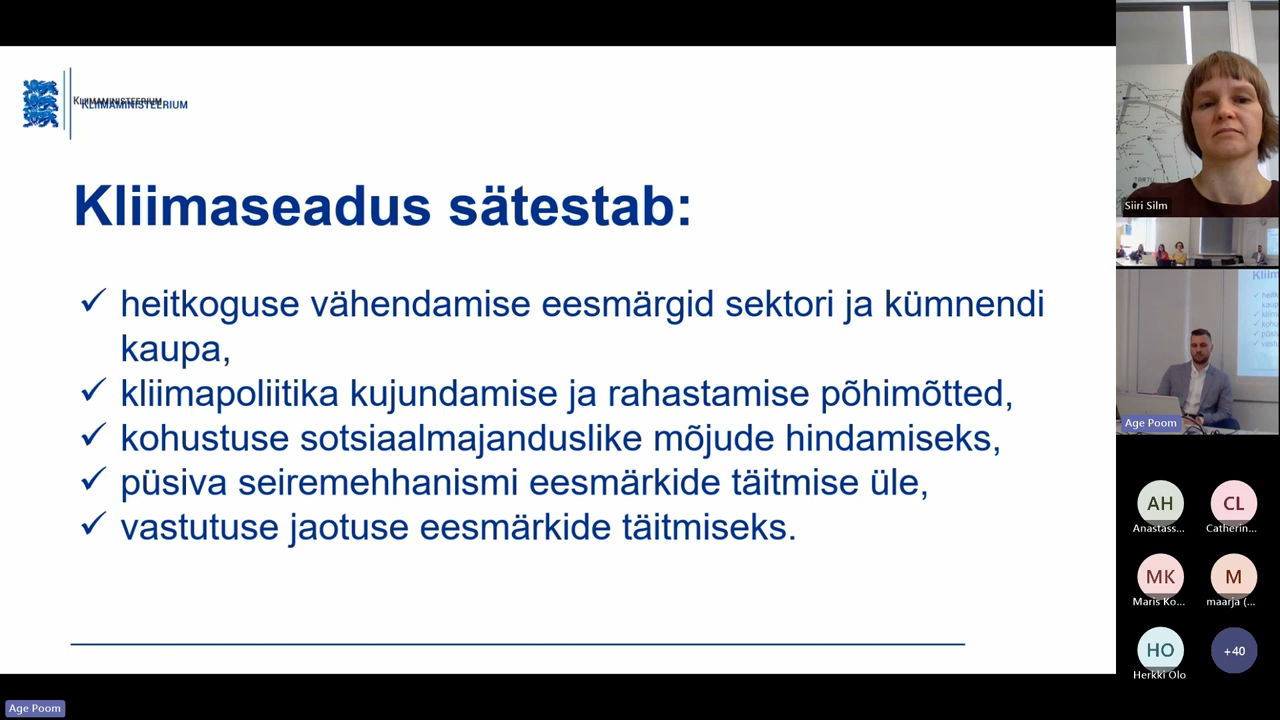 KLIIMAMINISTEERIUM
KLIIMAMINISTEERIUM
Kliimaseadus sätestab:
✓ heitkoguse vähendamise eesmärgid sektori ja kümnendi
kaupa,
✓ kliimapoliitika kujundamise ja rahastamise põhimõtted,
✓ kohustuse sotsiaalmajanduslike mõjude hindamiseks,
✓ püsiva seiremehhanismi eesmärkide täitmise üle,
✓ vastutuse jaotuse eesmärkide täitmiseks.
Age Poom
TARTU
Siiri Silm
Age Poom
AH
Anastass...
CL
Catherin...
MK
Maris Ko...
M
maarja (...
HO
Herkki Olo
+40